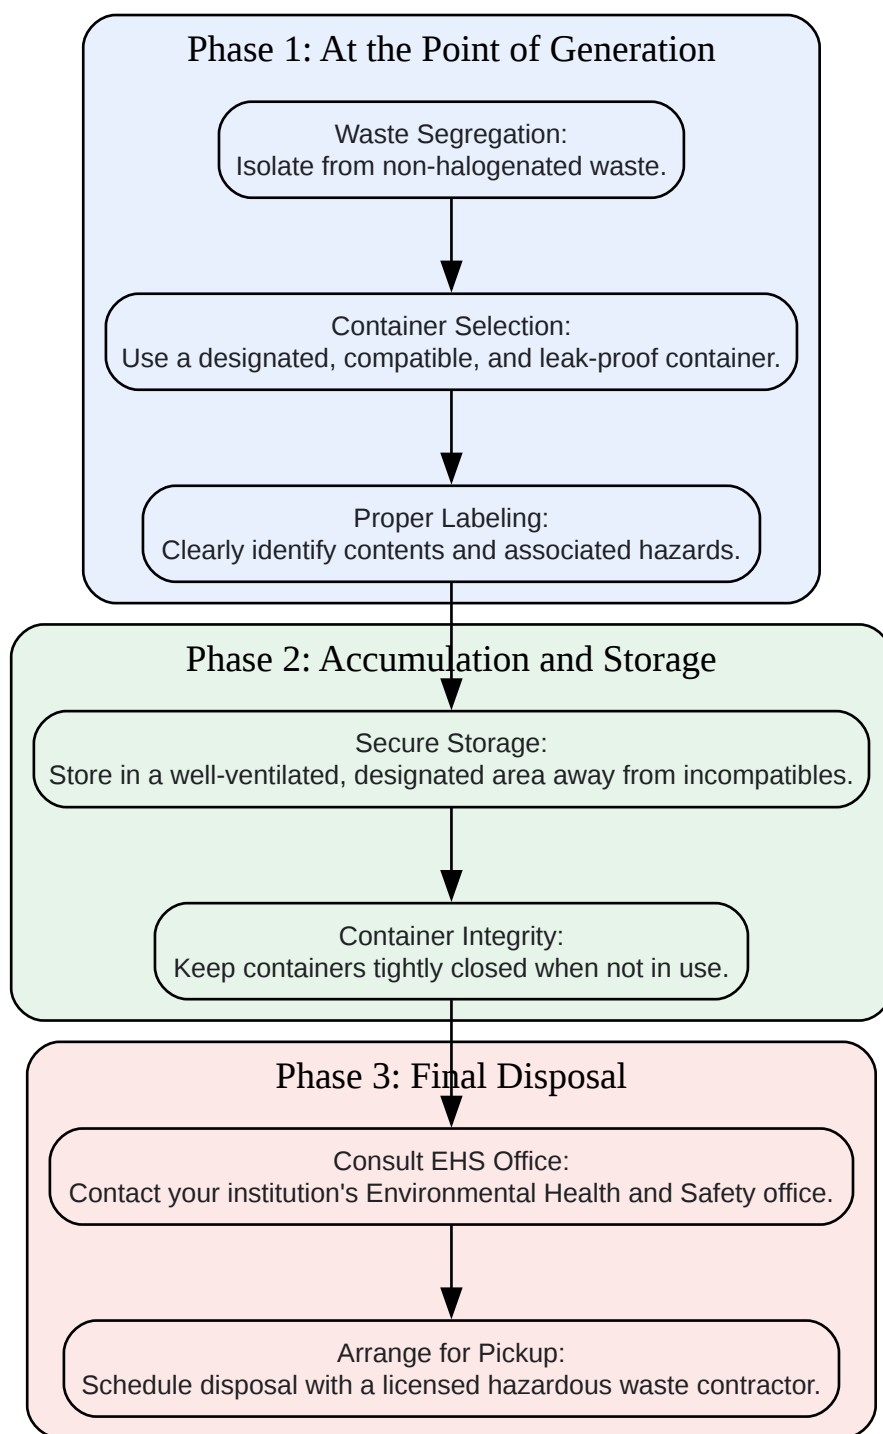 Phase 1: At the Point of Generation
Waste Segregation:
Isolate from non-halogenated waste.
Container Selection:
Use a designated, compatible, and leak-proof container.
Proper Labeling:
Clearly identify contents and associated hazards.
Phase 2: Accumulation and Storage
Secure Storage:
Store in a well-ventilated, designated area away from incompatibles.
Container Integrity:
Keep containers tightly closed when not in use.
Phase 3: Final Disposal
Consult EHS Office:
Contact your institution's Environmental Health and Safety office.
Arrange for Pickup:
Schedule disposal with a licensed hazardous waste contractor.